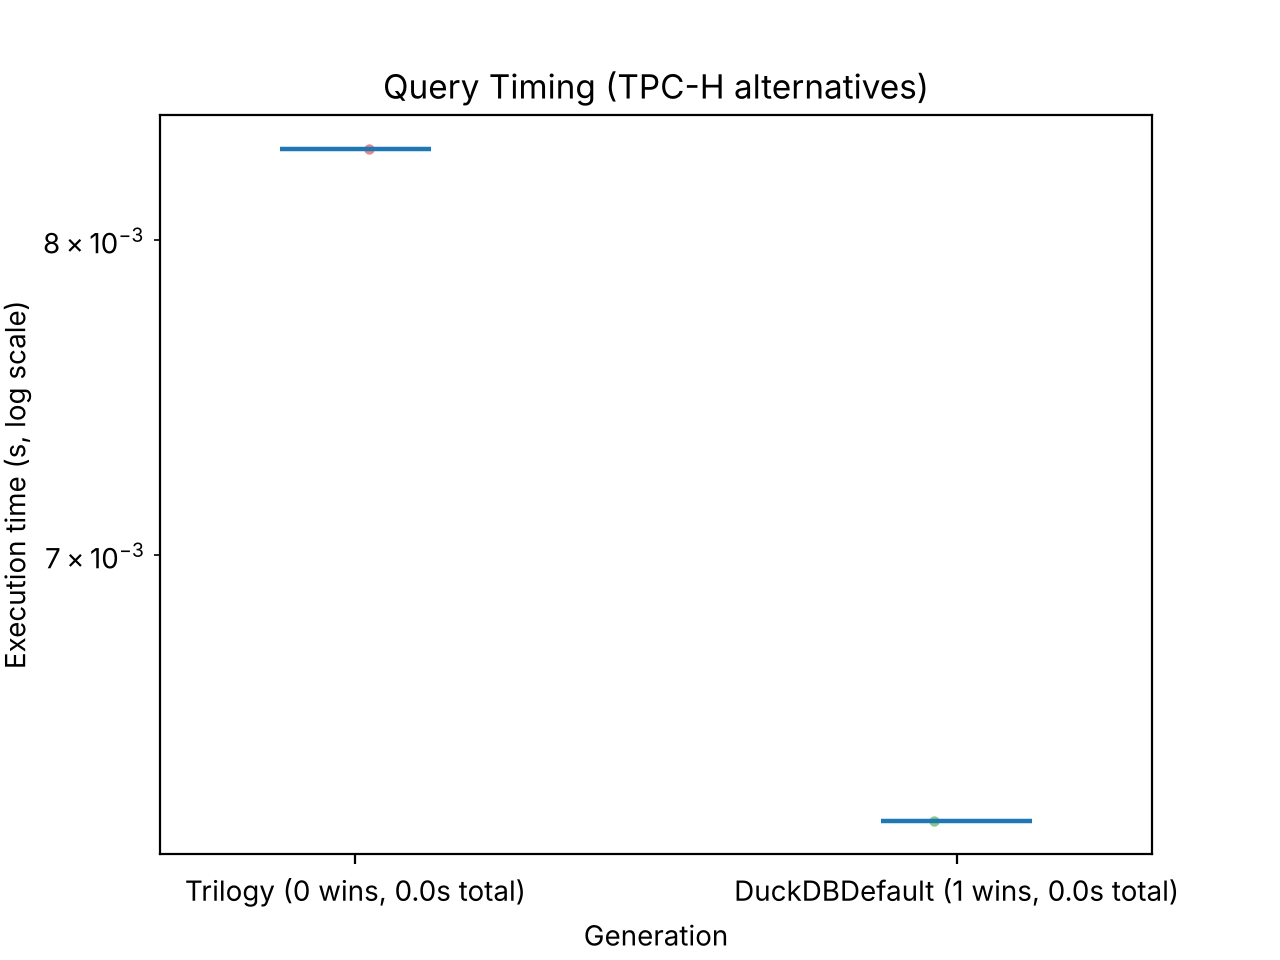 Query Timing (TPC-H alternatives)
Execution time (s, log scale)
8 × 10⁻³
7 × 10⁻³
Trilogy (0 wins, 0.0s total)
DuckDBDefault (1 wins, 0.0s total)
Generation